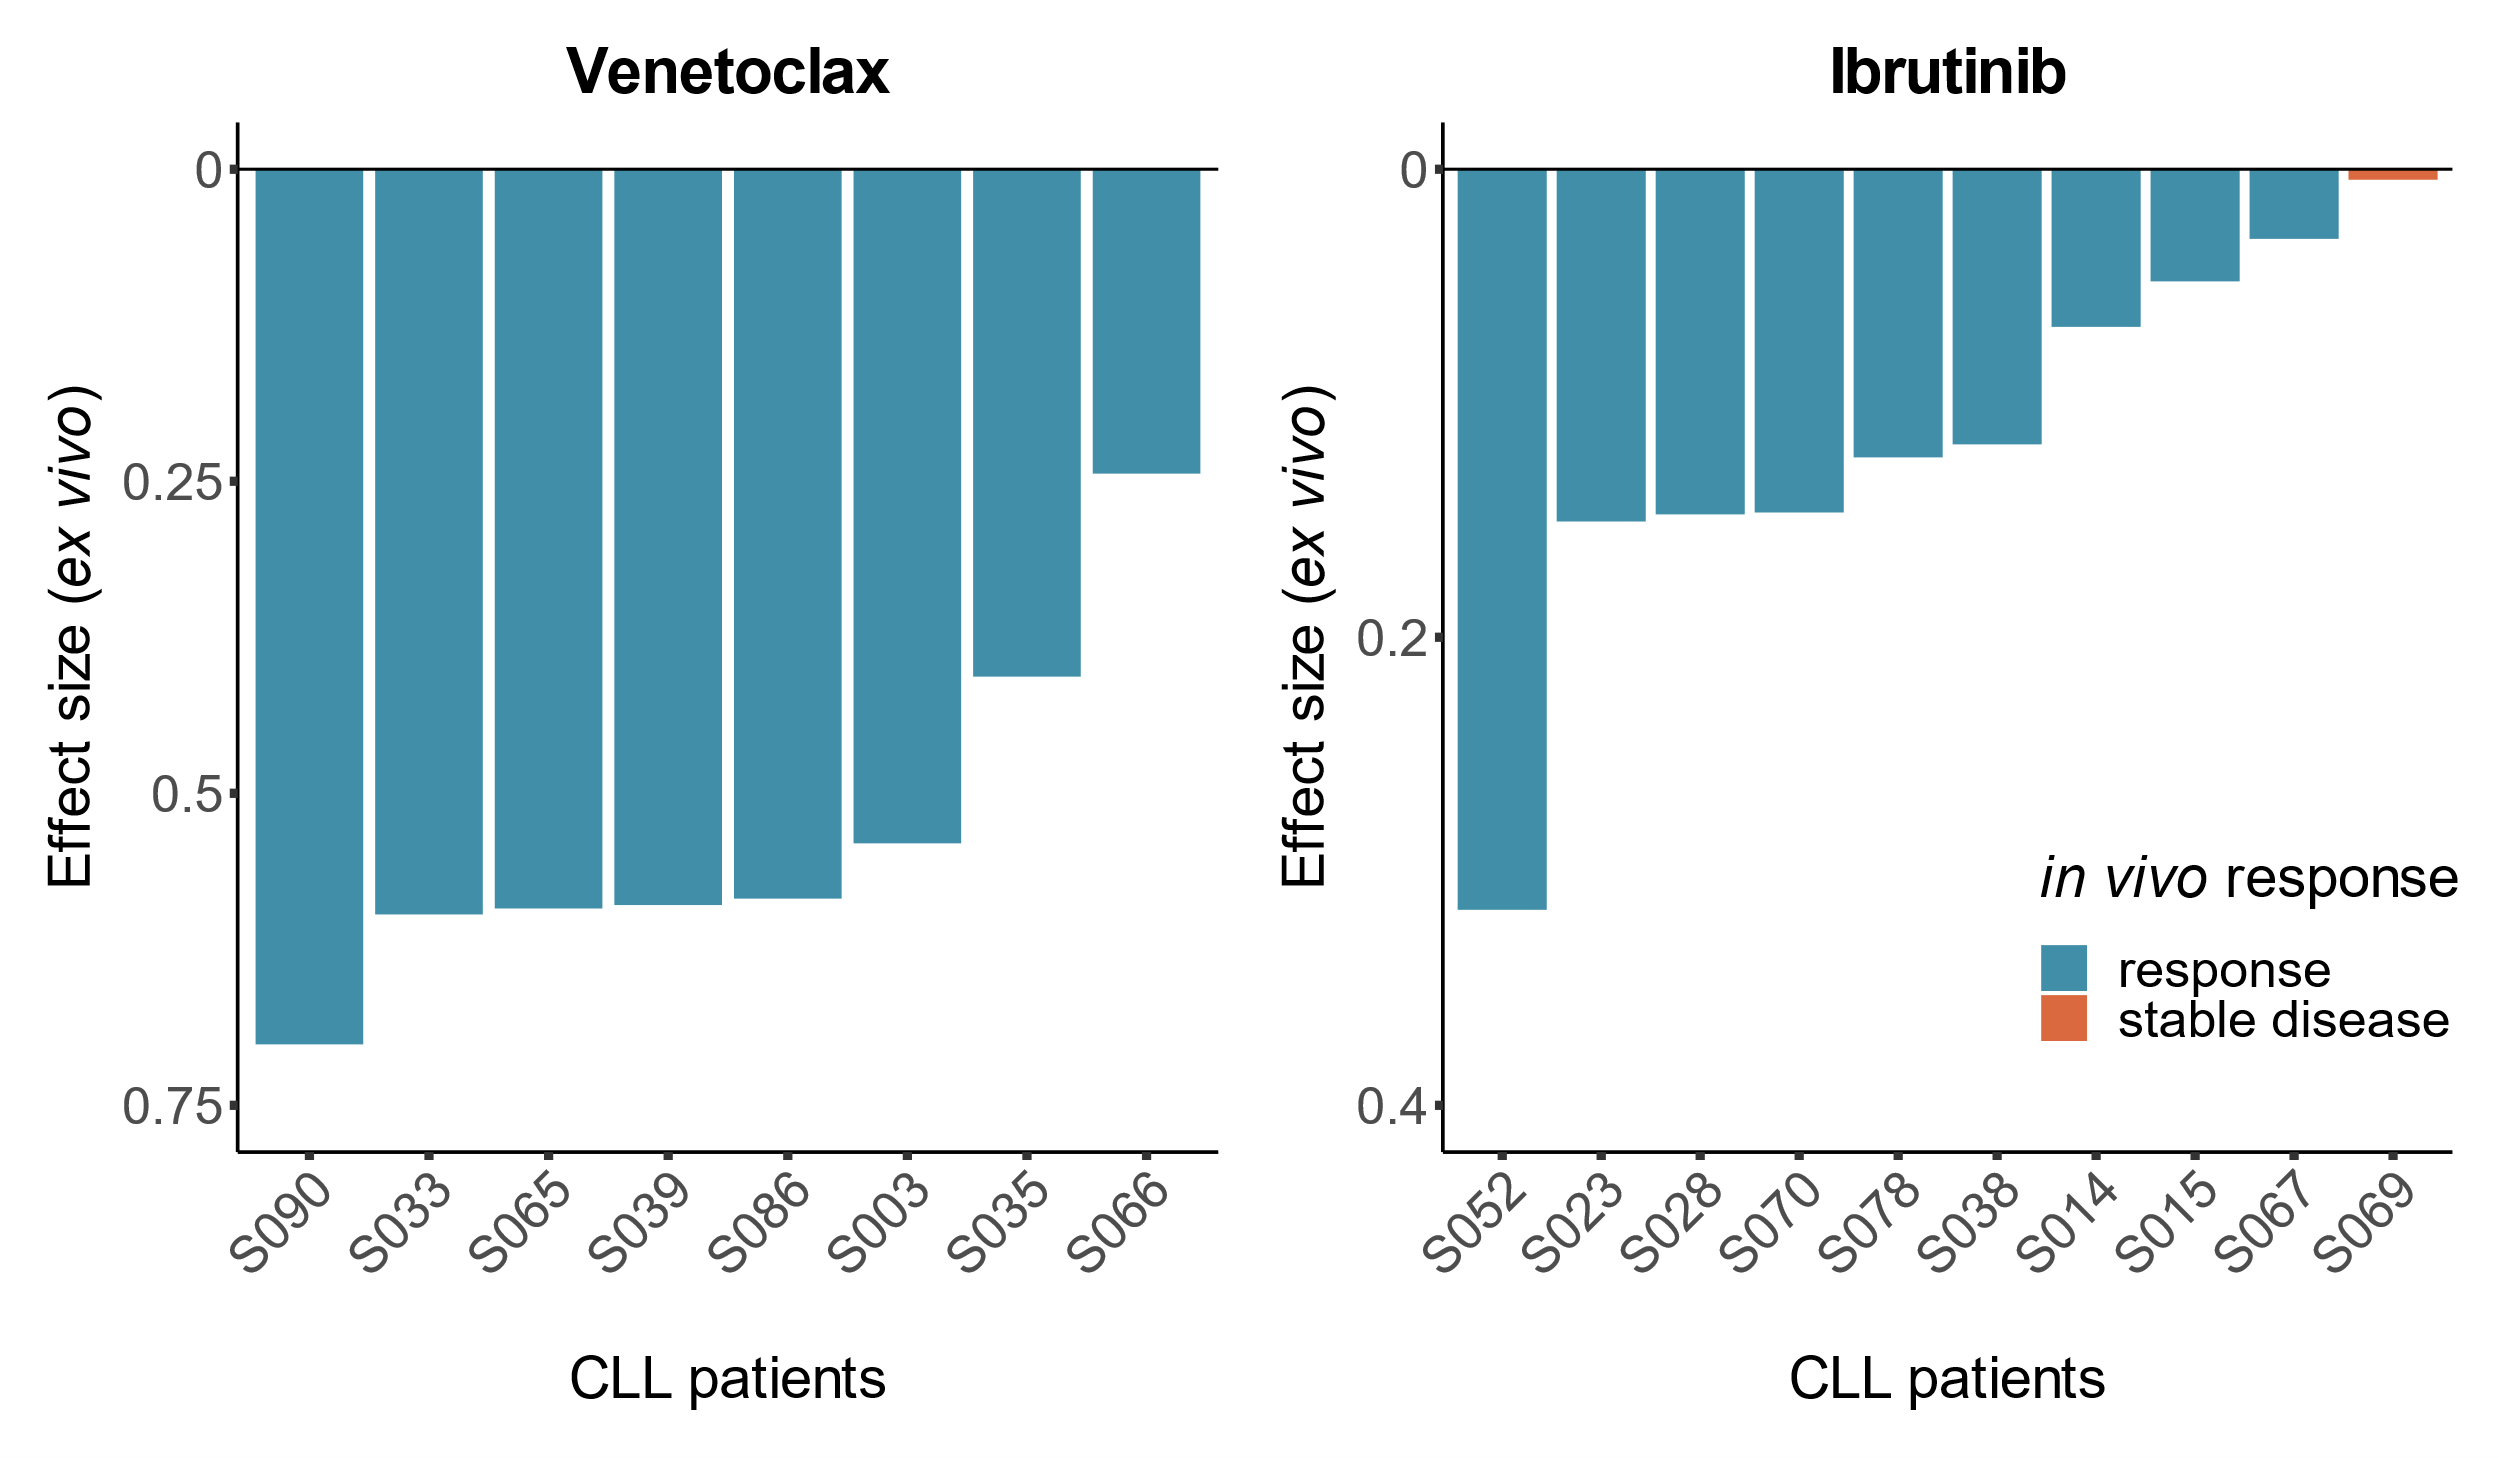 Venetoclax
Effect size (ex vivo)
0
0.25
0.5
0.75
S090
S033
S065
S039
S086
S003
S035
S066
CLL patients
Ibrutinib
Effect size (ex vivo)
0
0.2
0.4
S052
S023
S028
S070
S078
S038
S014
S015
S067
S069
CLL patients
in vivo response
response
stable disease